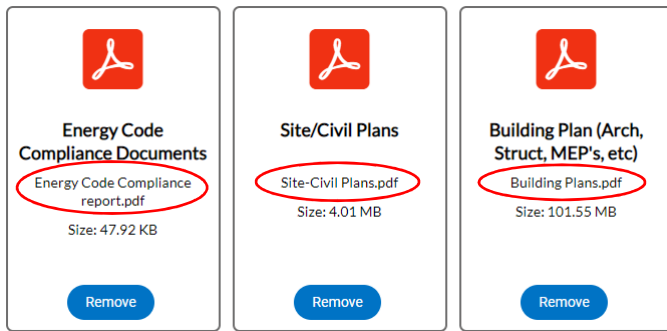 Energy Code
Compliance Documents
Energy Code Compliance
report.pdf
Size: 47.92 KB
Remove
Site/Civil Plans
Site-Civil Plans.pdf
Size: 4.01 MB
Remove
Building Plan (Arch,
Struct, MEP's, etc)
Building Plans.pdf
Size: 101.55 MB
Remove